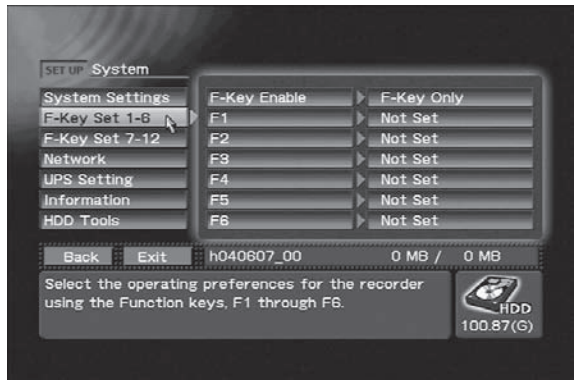 SET UP System
System Settings
F-Key Set 1-6
F-Key Set 7-12
Network
UPS Setting
Information
HDD Tools
F-Key Enable F-Key Only
F1 Not Set
F2 Not Set
F3 Not Set
F4 Not Set
F5 Not Set
F6 Not Set
Back Exit h040607_00 0 MB / 0 MB
Select the operating preferences for the recorder
using the Function keys, F1 through F6.
HDD
100.87(G)